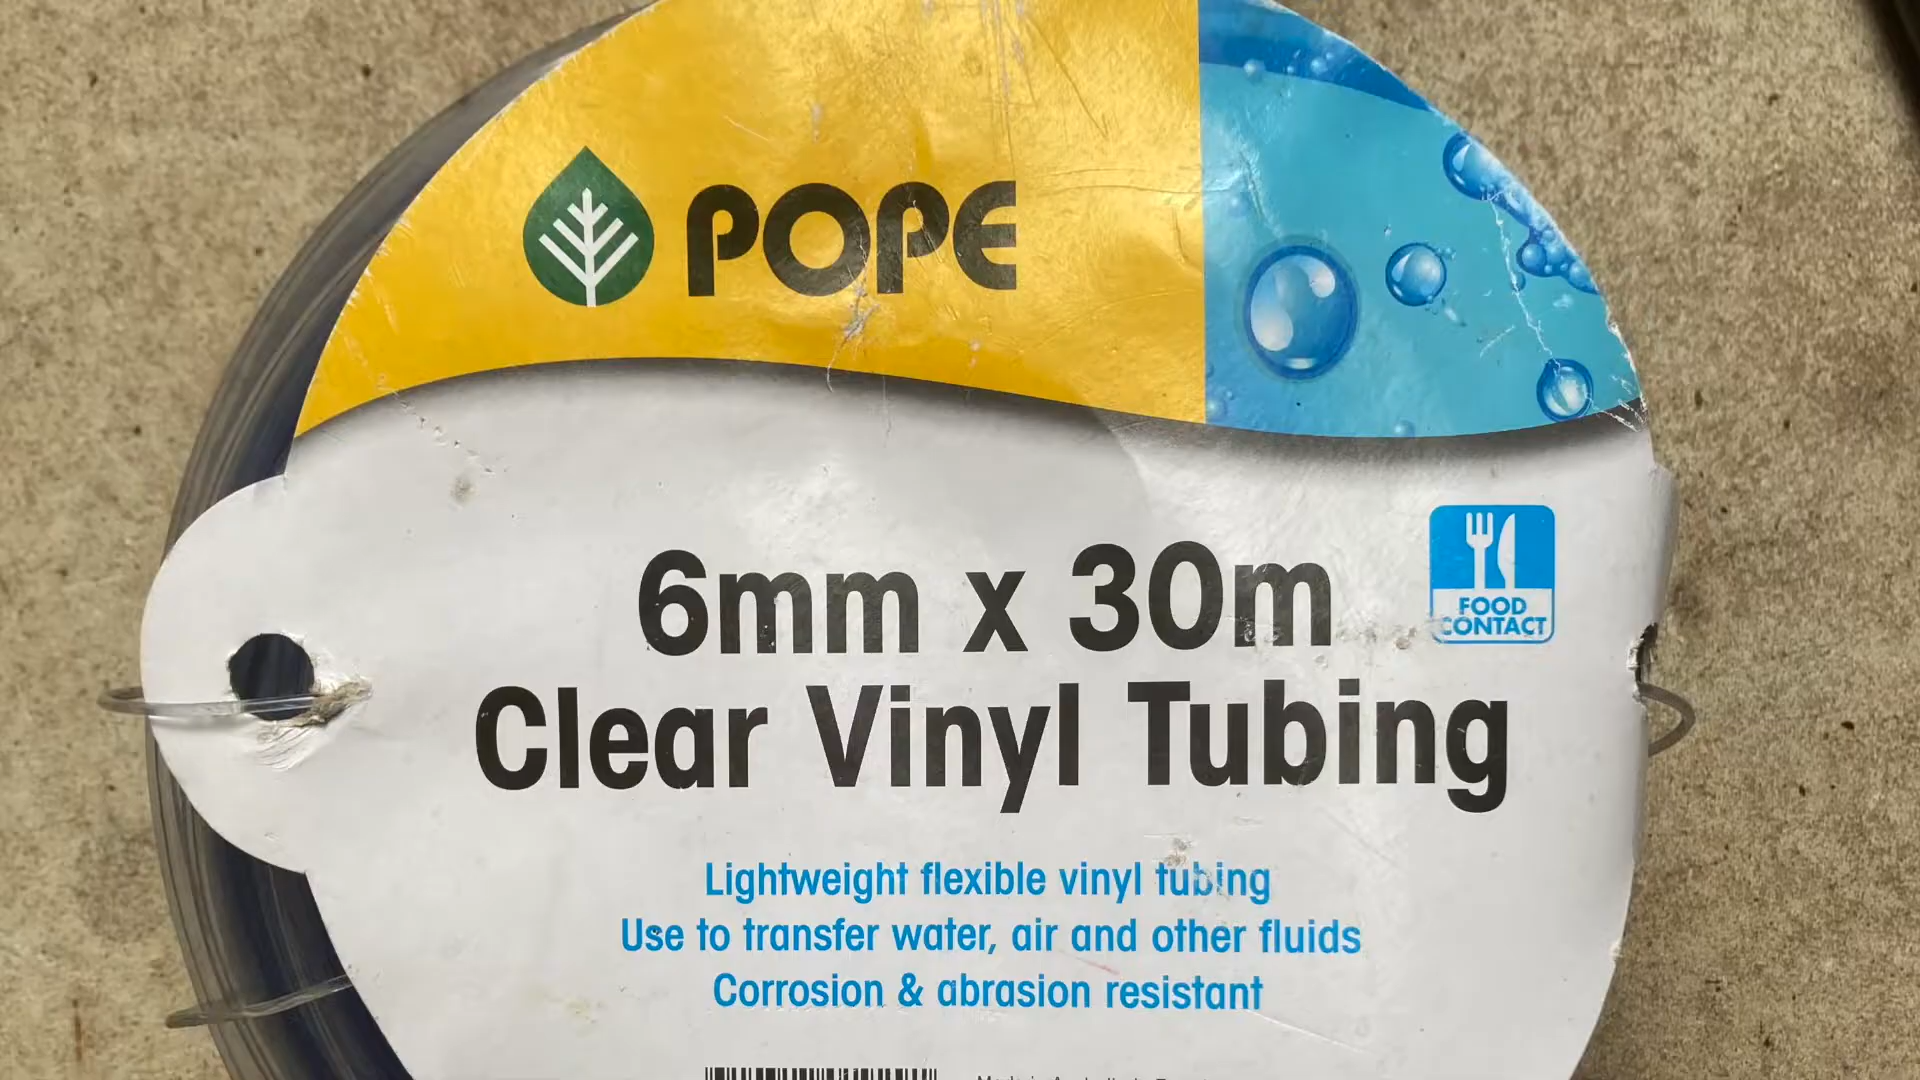 POPE
6mm x 30m
FOOD
CONTACT
Clear Vinyl Tubing
Lightweight flexible vinyl tubing
Use to transfer water, air and other fluids
Corrosion & abrasion resistant